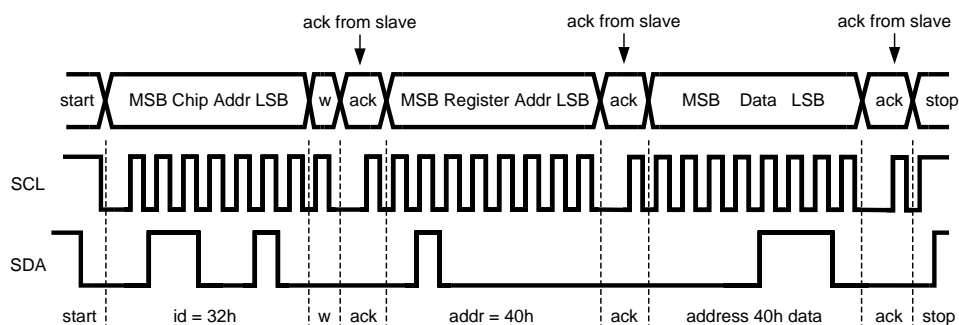 ack from slave ack from slave ack from slave
start MSB Chip Addr LSB w ack MSB Register Addr LSB ack MSB Data LSB ack stop
SCL
SDA
start id = 32h w ack addr = 40h ack address 40h data ack stop